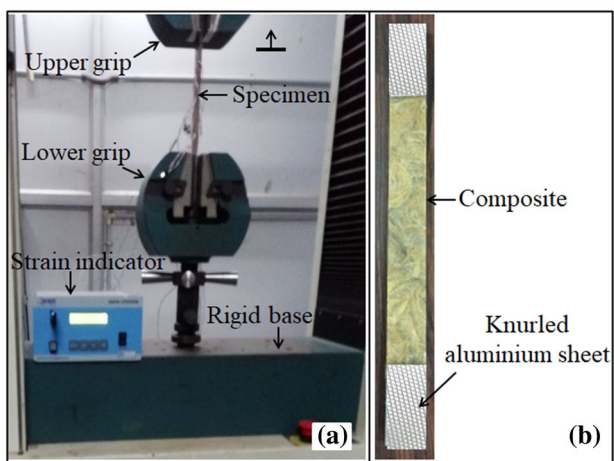 Upper grip
Specimen
Lower grip
Strain indicator
Rigid base
(a)
Composite
Knurled
aluminium sheet
(b)